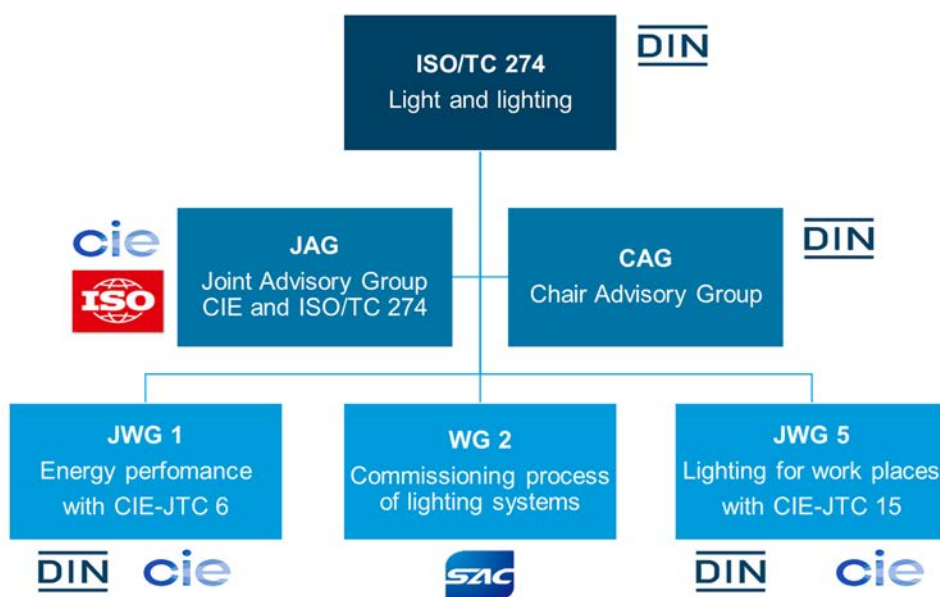 DIN
ISO/TC 274
Light and lighting
cie
ISO
JAG
Joint Advisory Group
CIE and ISO/TC 274
CAG
Chair Advisory Group
DIN
JWG 1
Energy perfomance
with CIE-JTC 6
WG 2
Commissioning process
of lighting systems
JWG 5
Lighting for work places
with CIE-JTC 15
DIN cie
SAC
DIN cie